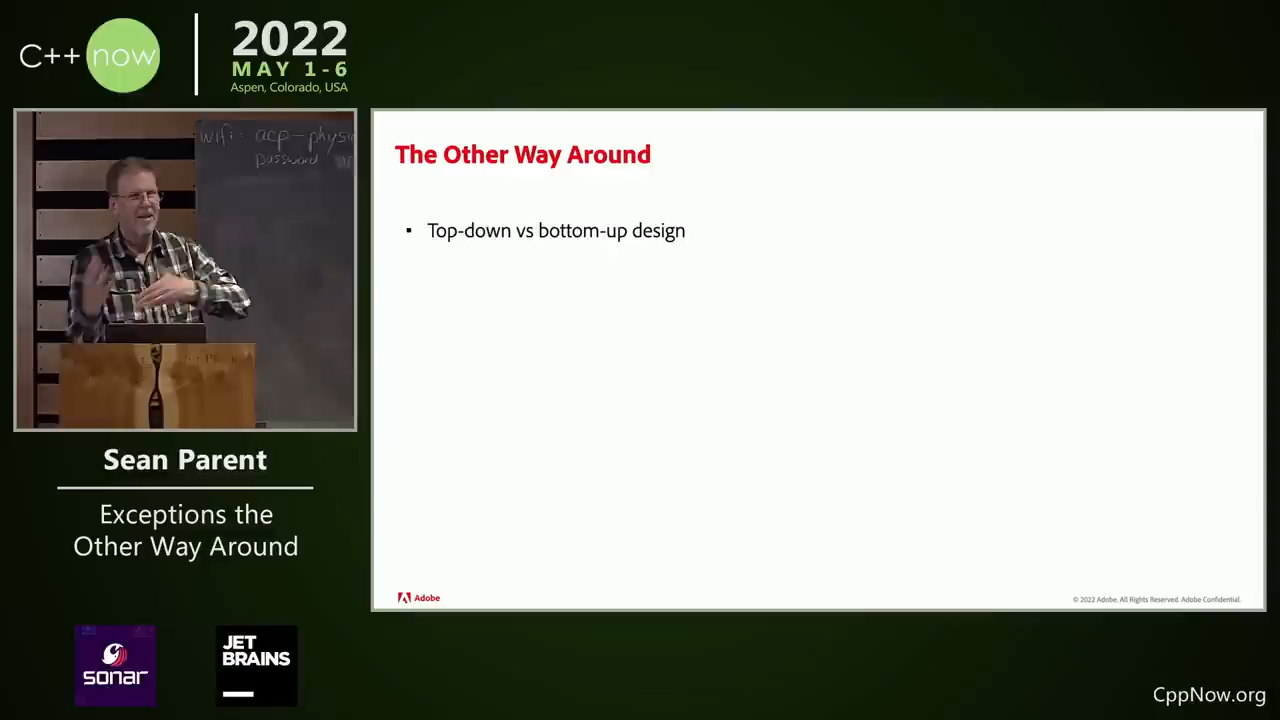 C++ now
2022
MAY 1-6
Aspen, Colorado, USA
wifi: acp-physi
password
Sean Parent
Exceptions the
Other Way Around
sonar
JET
BRAINS
The Other Way Around
▪ Top-down vs bottom-up design
Adobe
© 2022 Adobe. All Rights Reserved. Adobe Confidential.
CppNow.org